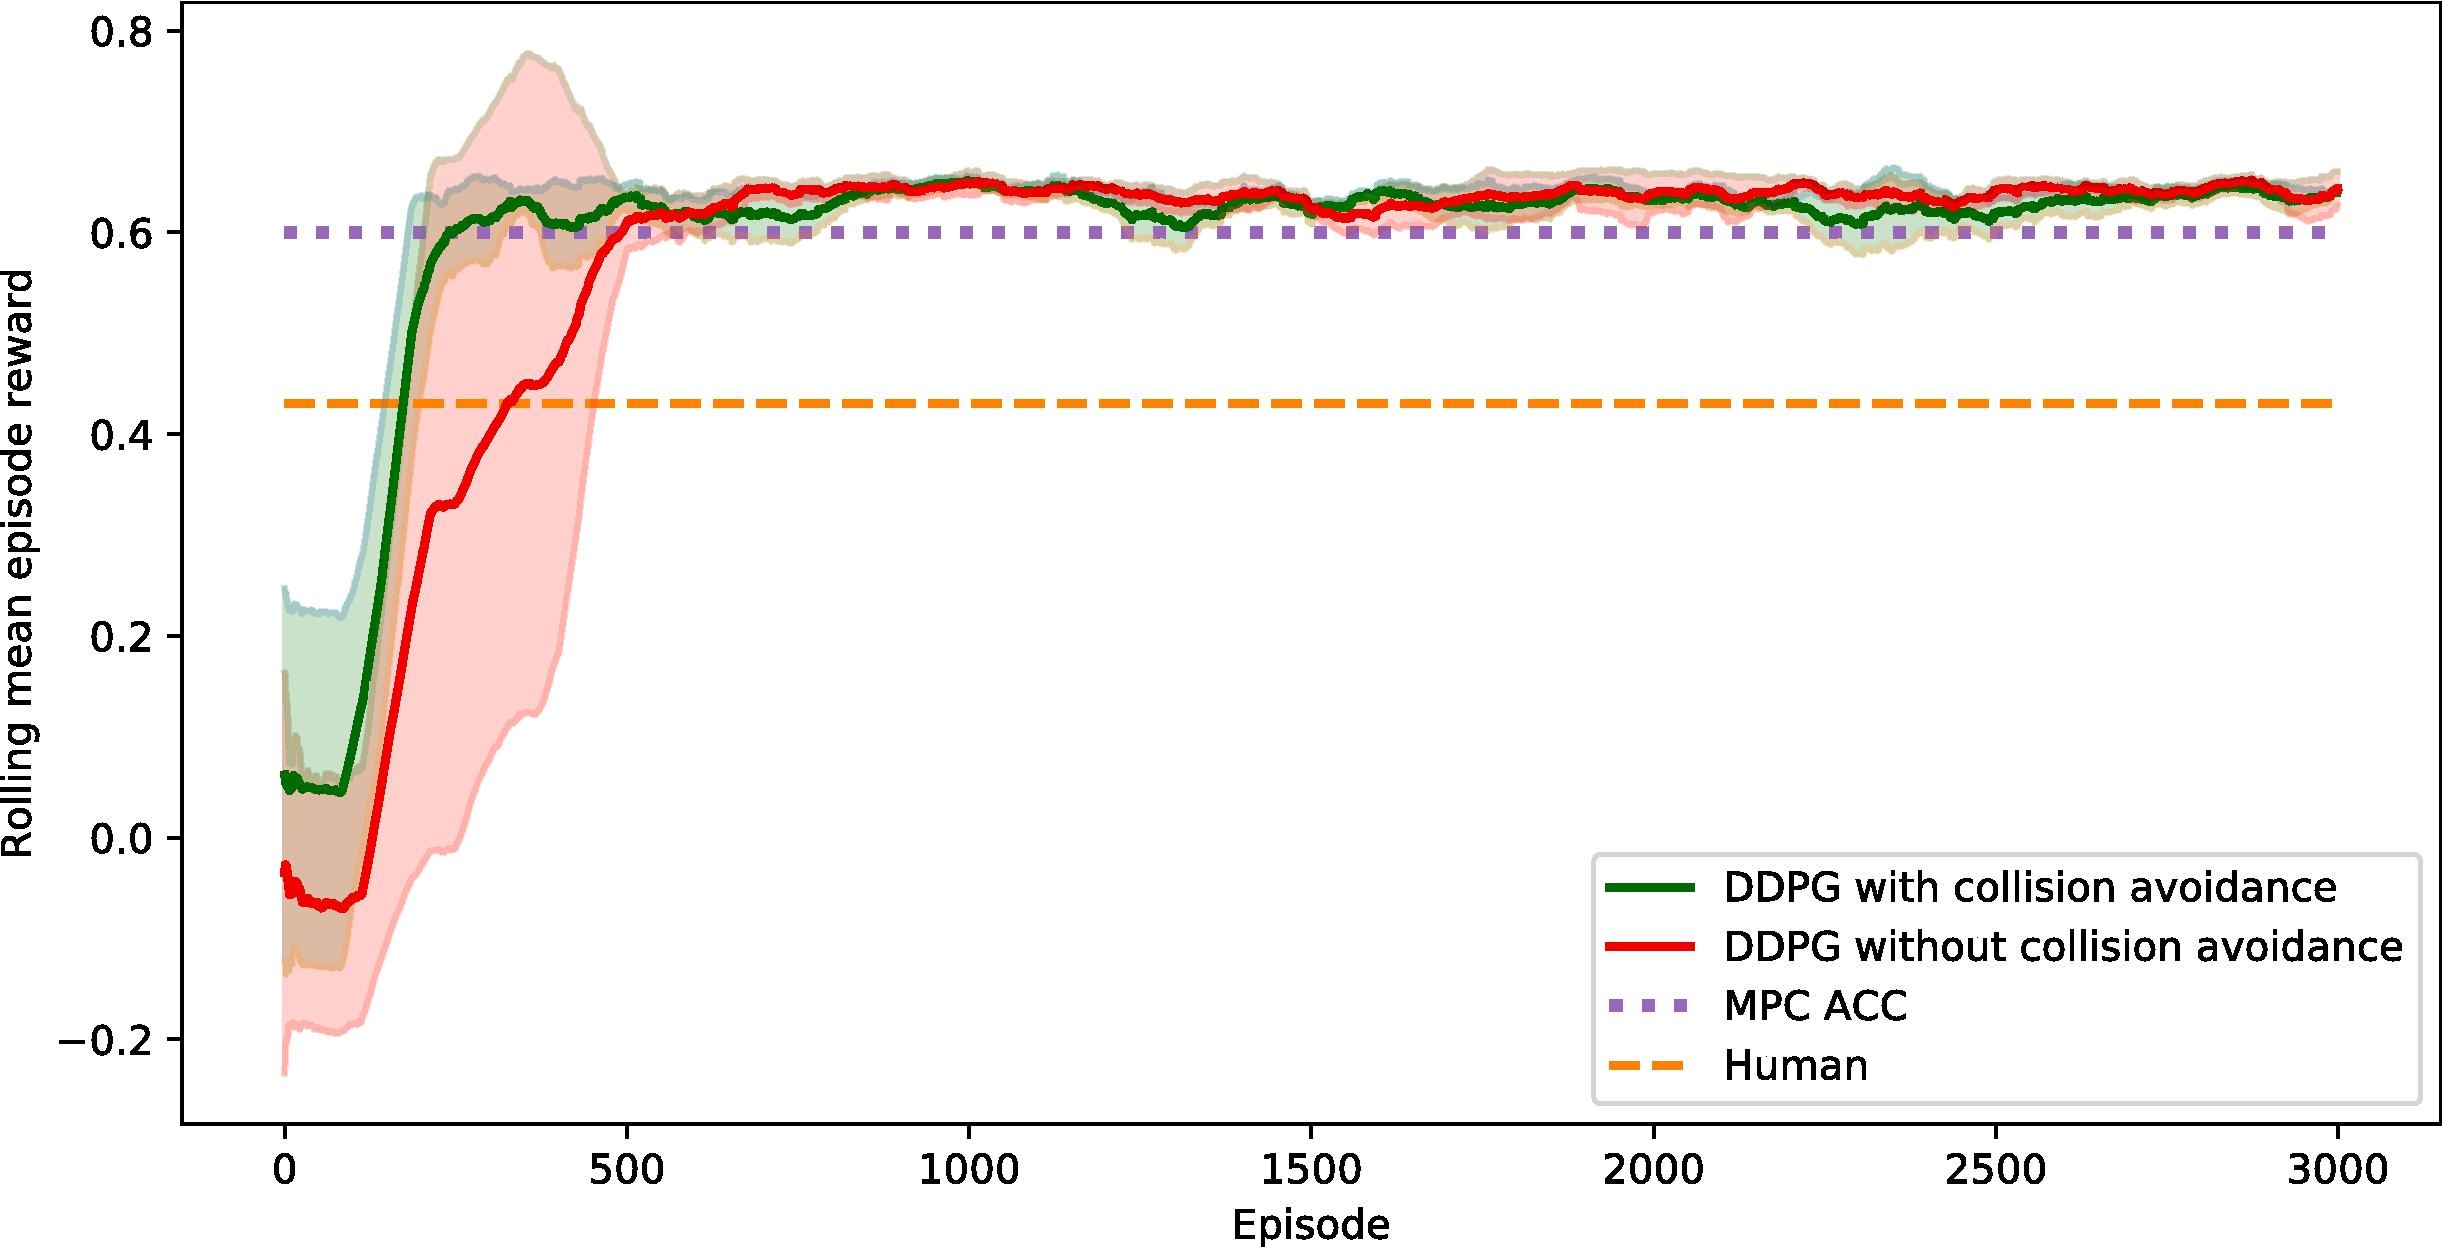 0.8
0.6
0.4
0.2
0.0
−0.2
Rolling mean episode reward
0
500
1000
1500
2000
2500
3000
Episode
DDPG with collision avoidance
DDPG without collision avoidance
MPC ACC
Human